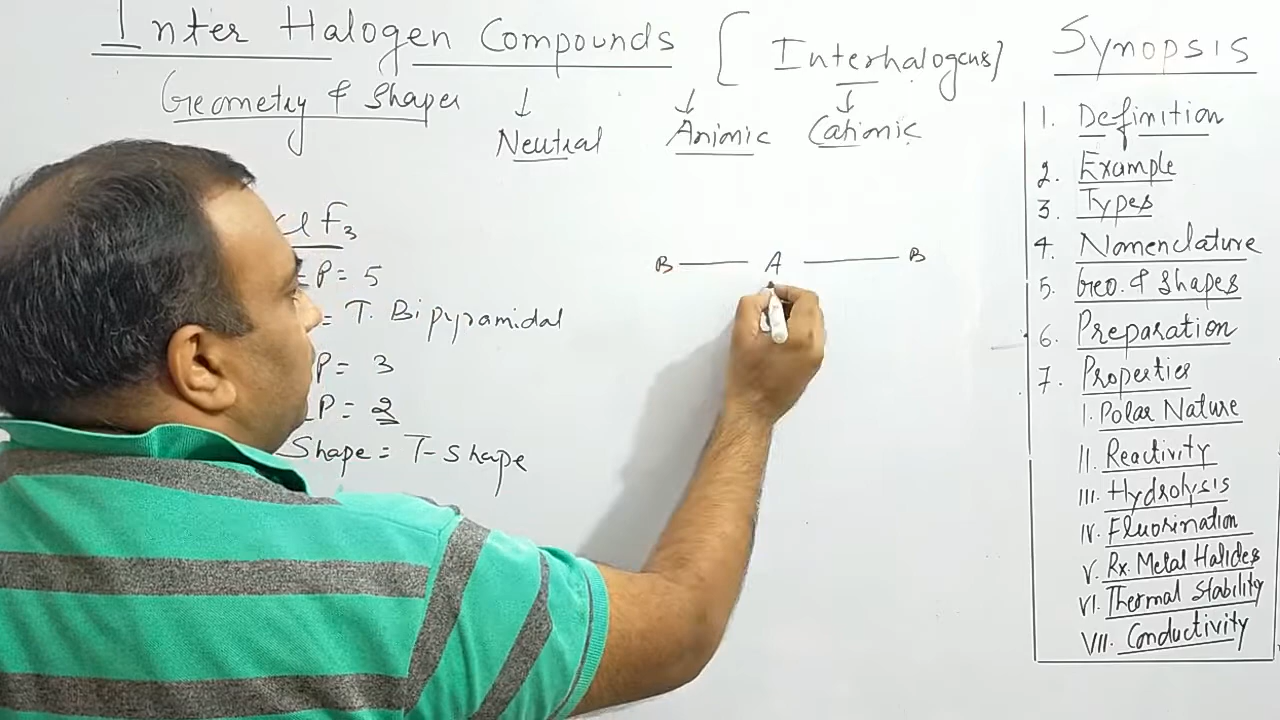 Inter Halogen Compounds [Interhalogens]
Geometry & Shapes
↓ ↓ ↓
Neutral Anionic Cationic
ClF3
P = 5
= T. Bipyramidal
P = 3
LP = 2
Shape = T-shape
B — A — B
Synopsis
1. Definition
2. Example
3. Types
4. Nomenclature
5. Geo. & Shapes
6. Preparation
7. Properties
I. Polar Nature
II. Reactivity
III. Hydrolysis
IV. Fluorination
V. Rx. Metal Halides
VI. Thermal Stability
VII. Conductivity